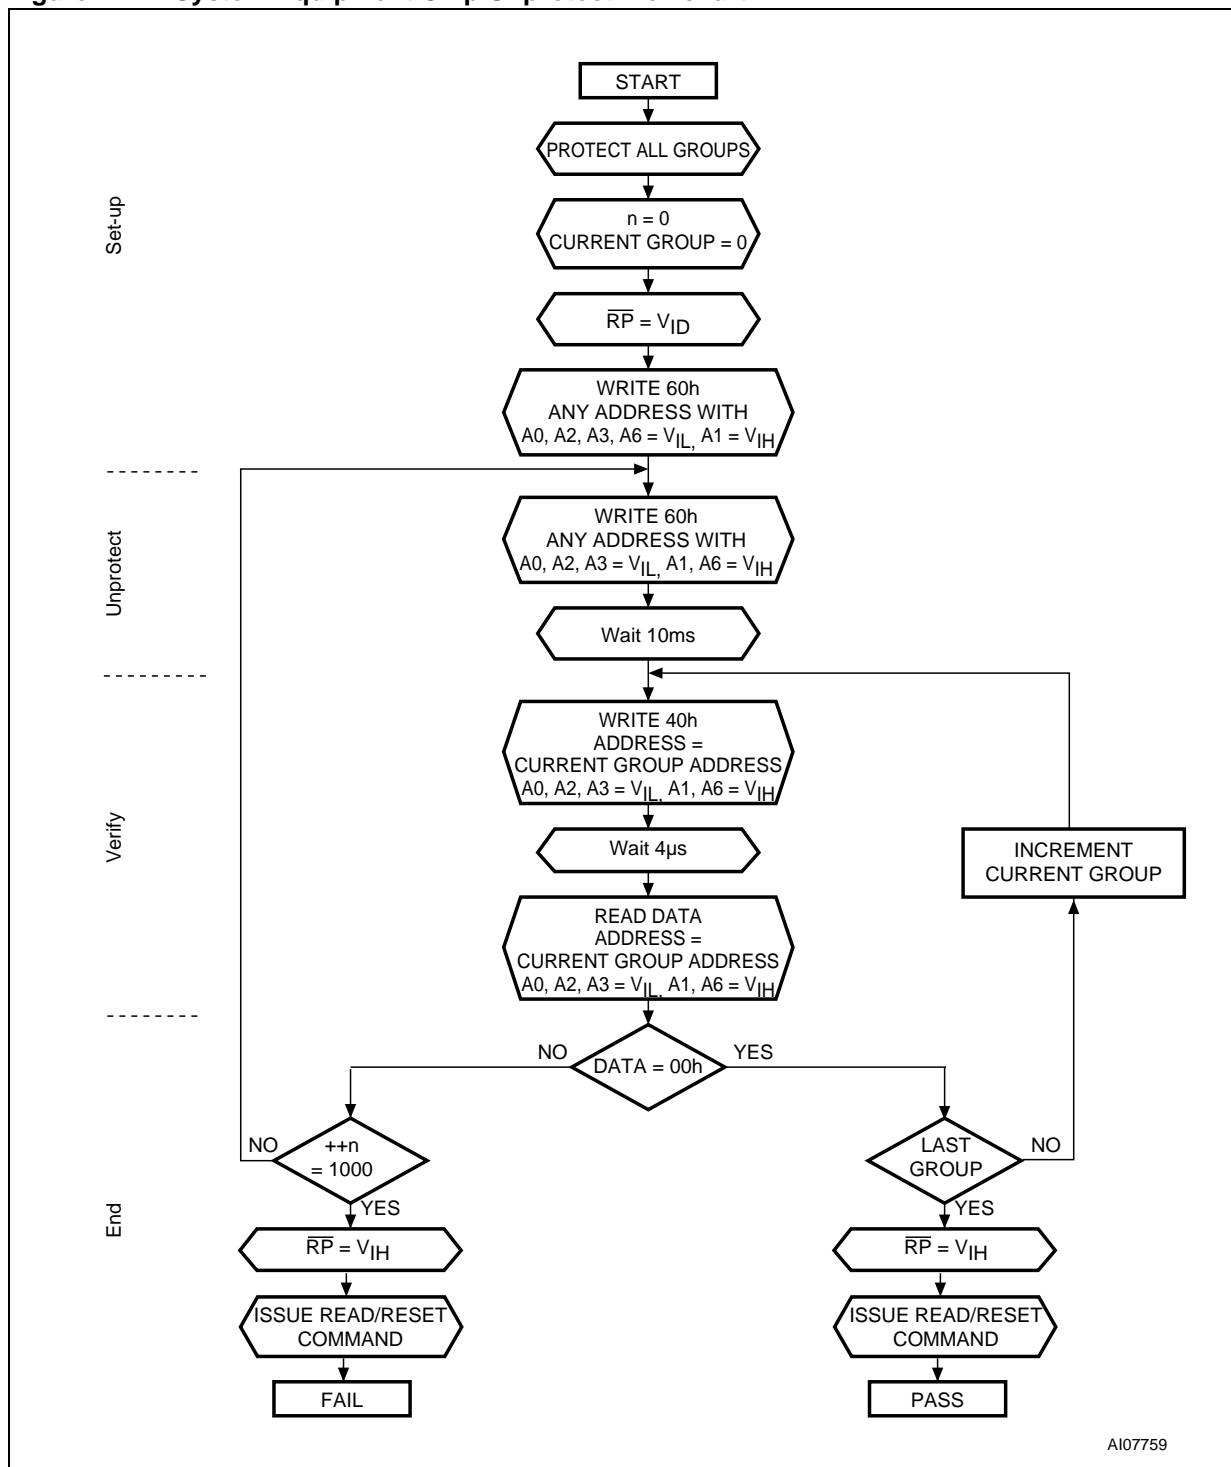 START
PROTECT ALL GROUPS
n = 0
CURRENT GROUP = 0
Set-up
RP = VID
WRITE 60h
ANY ADDRESS WITH
A0, A2, A3, A6 = VIL, A1 = VIH
WRITE 60h
ANY ADDRESS WITH
A0, A2, A3 = VIL, A1, A6 = VIH
Unprotect
Wait 10ms
WRITE 40h
ADDRESS =
CURRENT GROUP ADDRESS
A0, A2, A3 = VIL, A1, A6 = VIH
Verify
Wait 4µs
INCREMENT
CURRENT GROUP
READ DATA
ADDRESS =
CURRENT GROUP ADDRESS
A0, A2, A3 = VIL, A1, A6 = VIH
NO
DATA = 00h
YES
NO
++n
= 1000
YES
LAST
GROUP
NO
YES
End
RP = VIH
RP = VIH
ISSUE READ/RESET
COMMAND
ISSUE READ/RESET
COMMAND
FAIL
PASS
AI07759